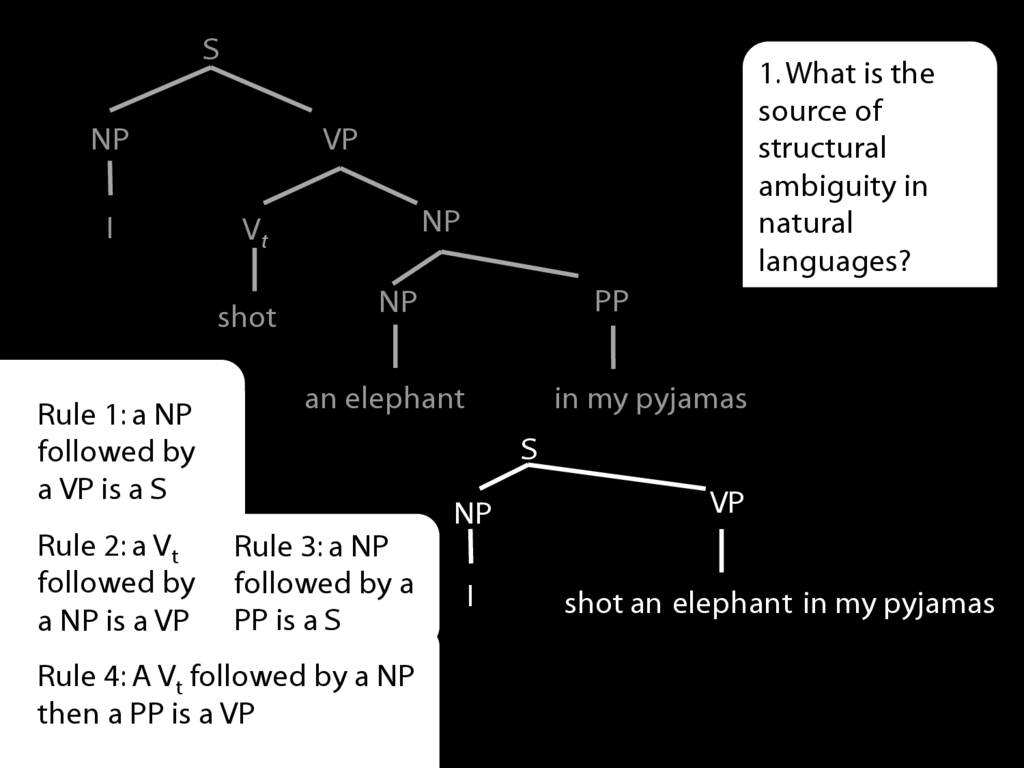 S
NP VP
I V_t NP
shot NP PP
an elephant in my pyjamas
1. What is the
source of
structural
ambiguity in
natural
languages?
Rule 1: a NP
followed by
a VP is a S
Rule 2: a V_t
followed by
a NP is a VP
Rule 3: a NP
followed by a
PP is a S
Rule 4: A V_t followed by a NP
then a PP is a VP
S
NP VP
I shot an elephant in my pyjamas